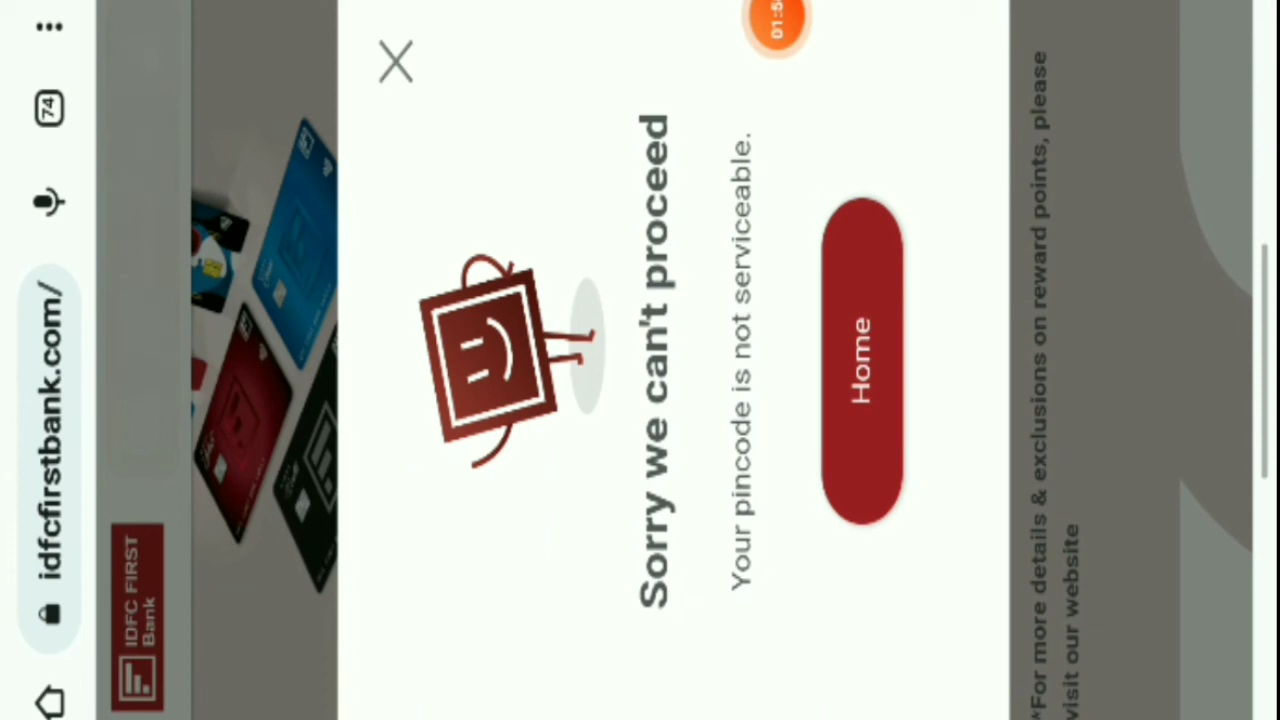 idfcfirstbank.com/
74
IDFC FIRST
Bank
Sorry we can't proceed
Your pincode is not serviceable.
Home
*For more details & exclusions on reward points, please
visit our website